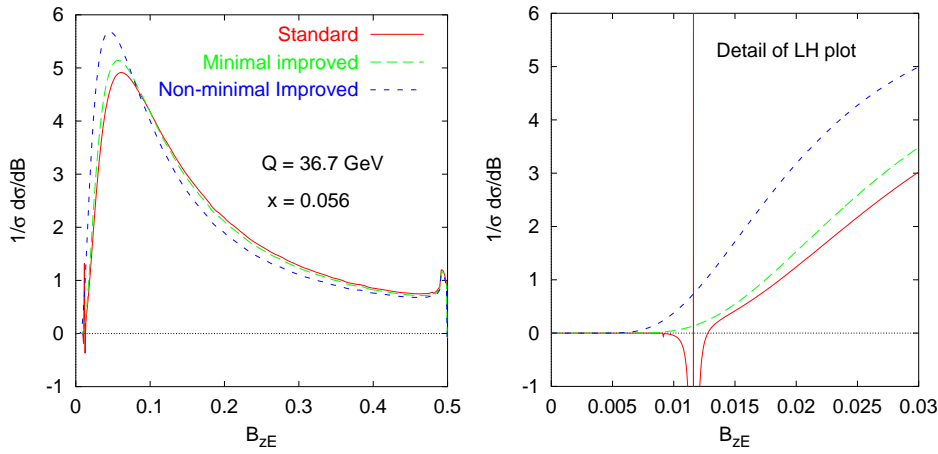 6
5
4
3
2
1
0
-1
0
0.1
0.2
0.3
0.4
0.5
1/σ dσ/dB
B_zE
Standard
Minimal improved
Non-minimal Improved
Q = 36.7 GeV
x = 0.056
6
5
4
3
2
1
0
-1
0
0.005
0.01
0.015
0.02
0.025
0.03
1/σ dσ/dB
B_zE
Detail of LH plot